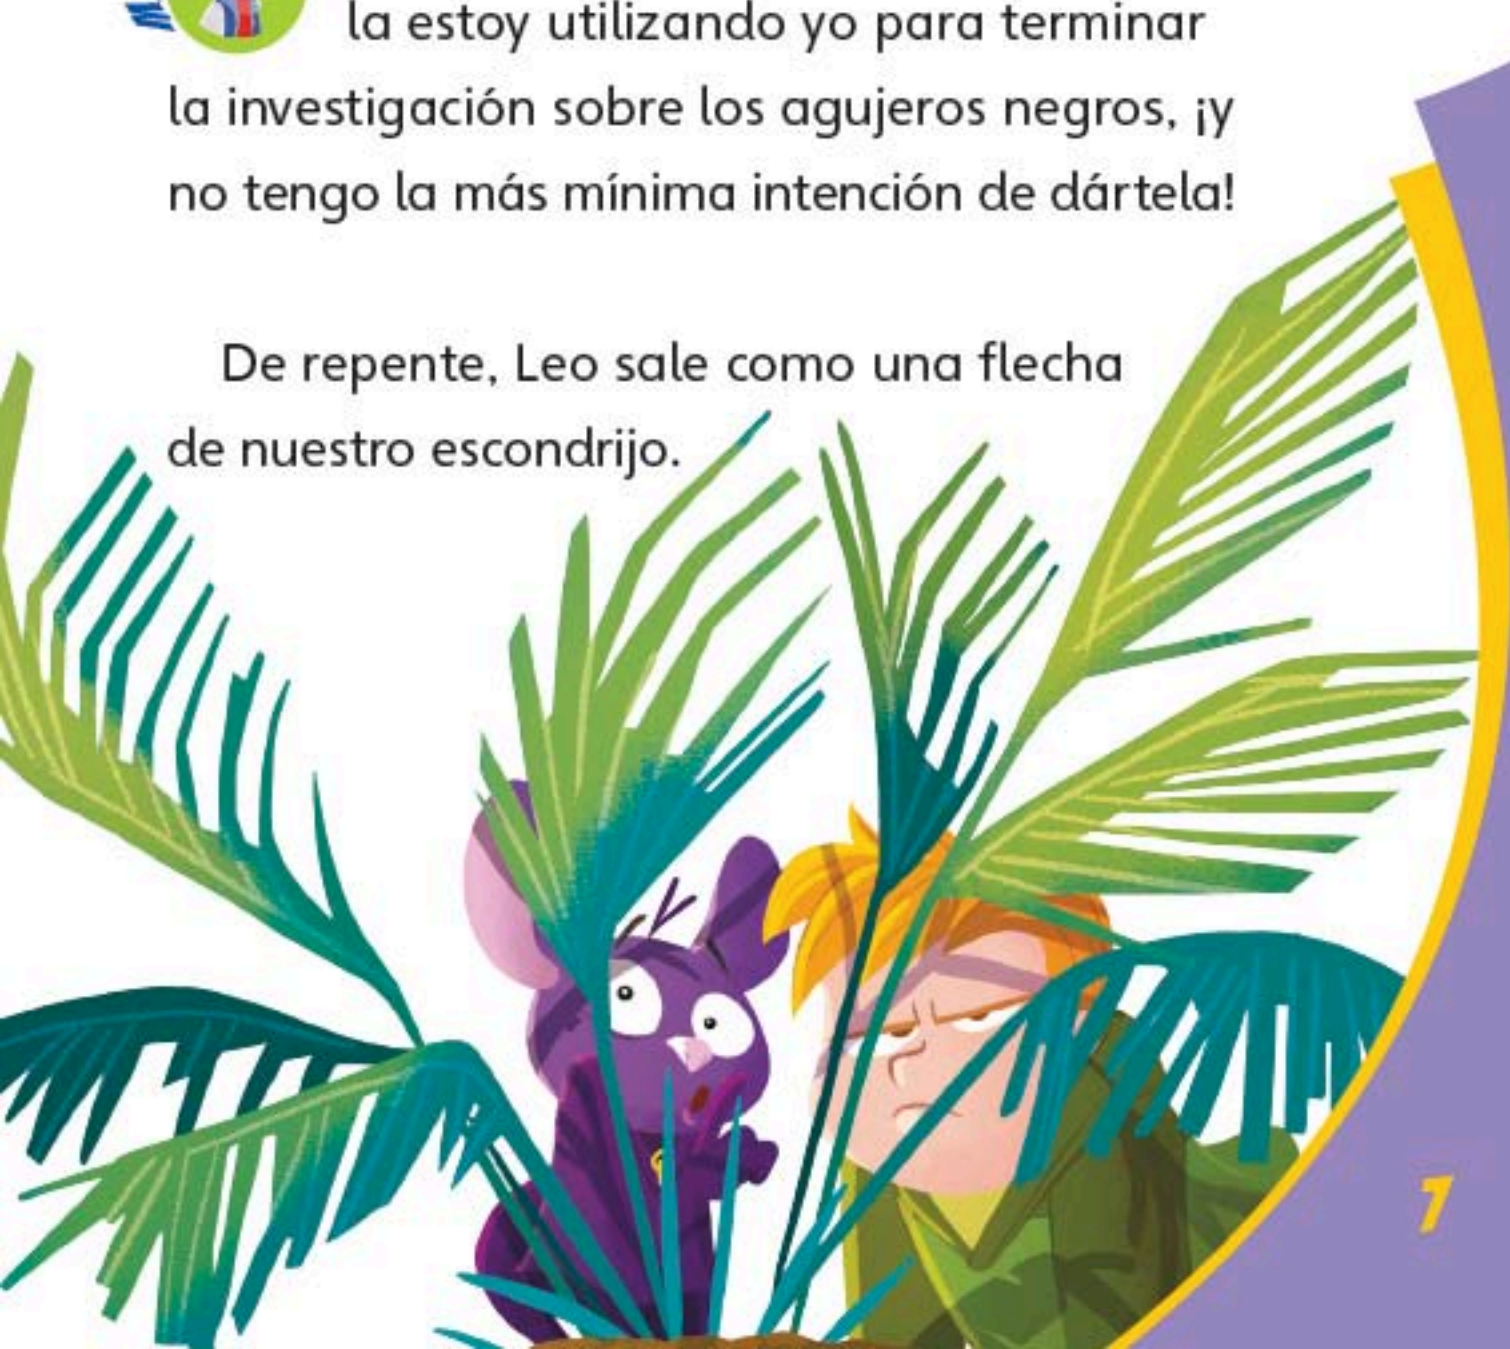 la estoy utilizando yo para terminar
la investigación sobre los agujeros negros, ¡y
no tengo la más mínima intención de dártela!
De repente, Leo sale como una flecha
de nuestro escondrijo.
7